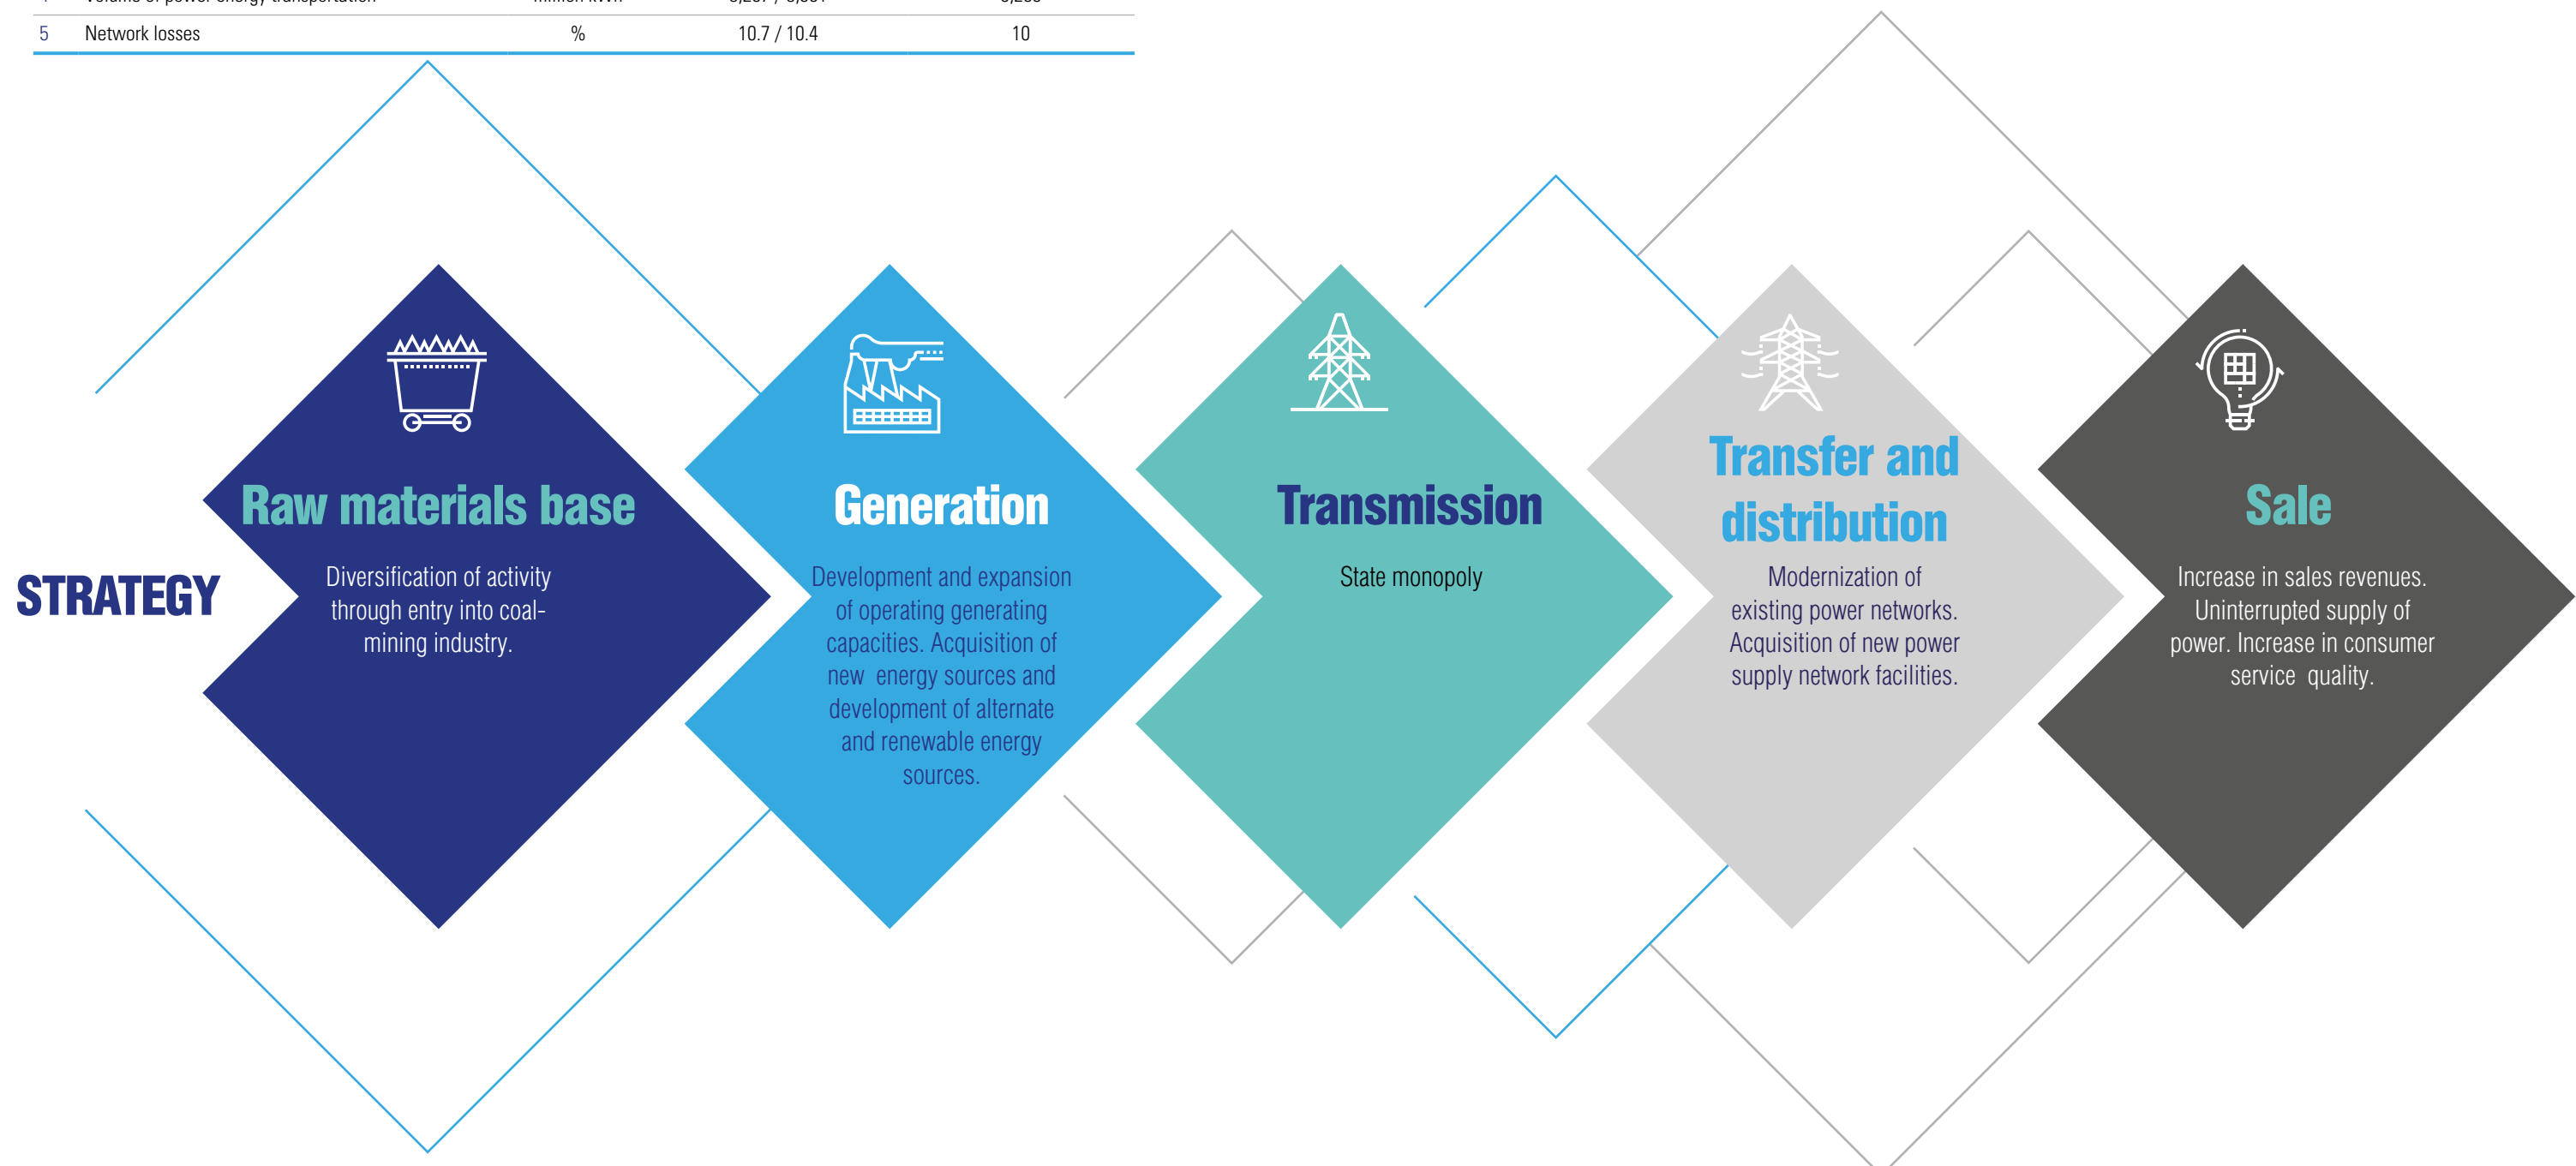 5 Network losses % 10.7 / 10.4 10
STRATEGY
Raw materials base
Diversification of activity
through entry into coal-
mining industry.
Generation
Development and expansion
of operating generating
capacities. Acquisition of
new energy sources and
development of alternate
and renewable energy
sources.
Transmission
State monopoly
Transfer and
distribution
Modernization of
existing power networks.
Acquisition of new power
supply network facilities.
Sale
Increase in sales revenues.
Uninterrupted supply of
power. Increase in consumer
service quality.